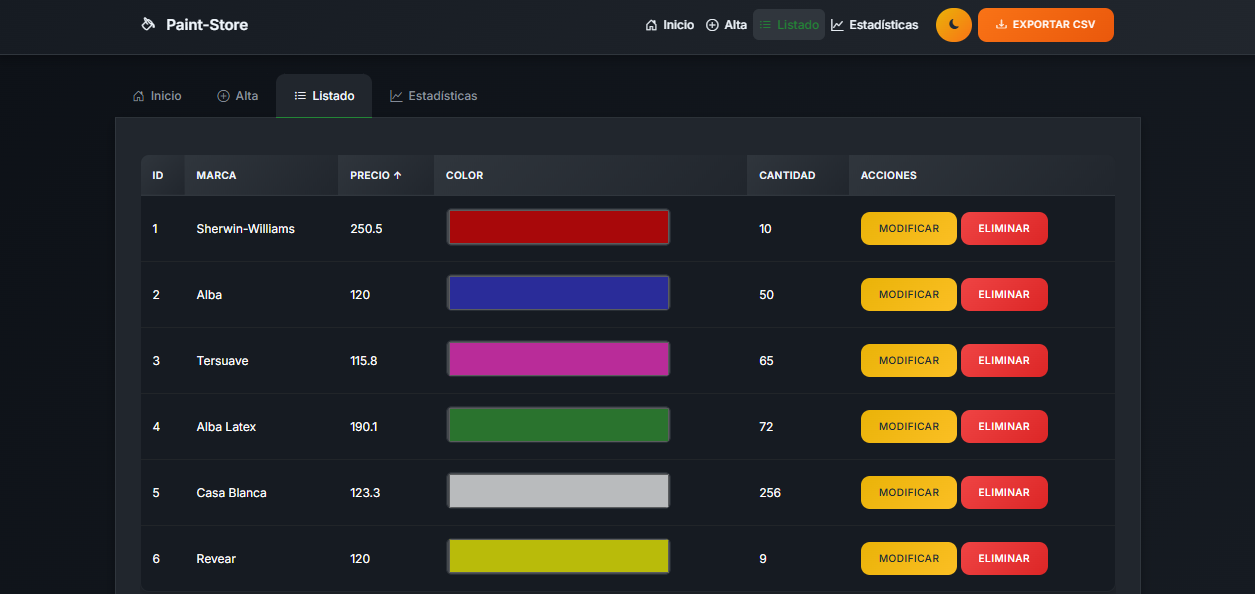 Paint-Store
Inicio Alta Listado Estadísticas EXPORTAR CSV
Inicio Alta Listado Estadísticas
ID MARCA PRECIO ↑ COLOR CANTIDAD ACCIONES
1 Sherwin-Williams 250.5 10 MODIFICAR ELIMINAR
2 Alba 120 50 MODIFICAR ELIMINAR
3 Tersuave 115.8 65 MODIFICAR ELIMINAR
4 Alba Latex 190.1 72 MODIFICAR ELIMINAR
5 Casa Blanca 123.3 256 MODIFICAR ELIMINAR
6 Revear 120 9 MODIFICAR ELIMINAR